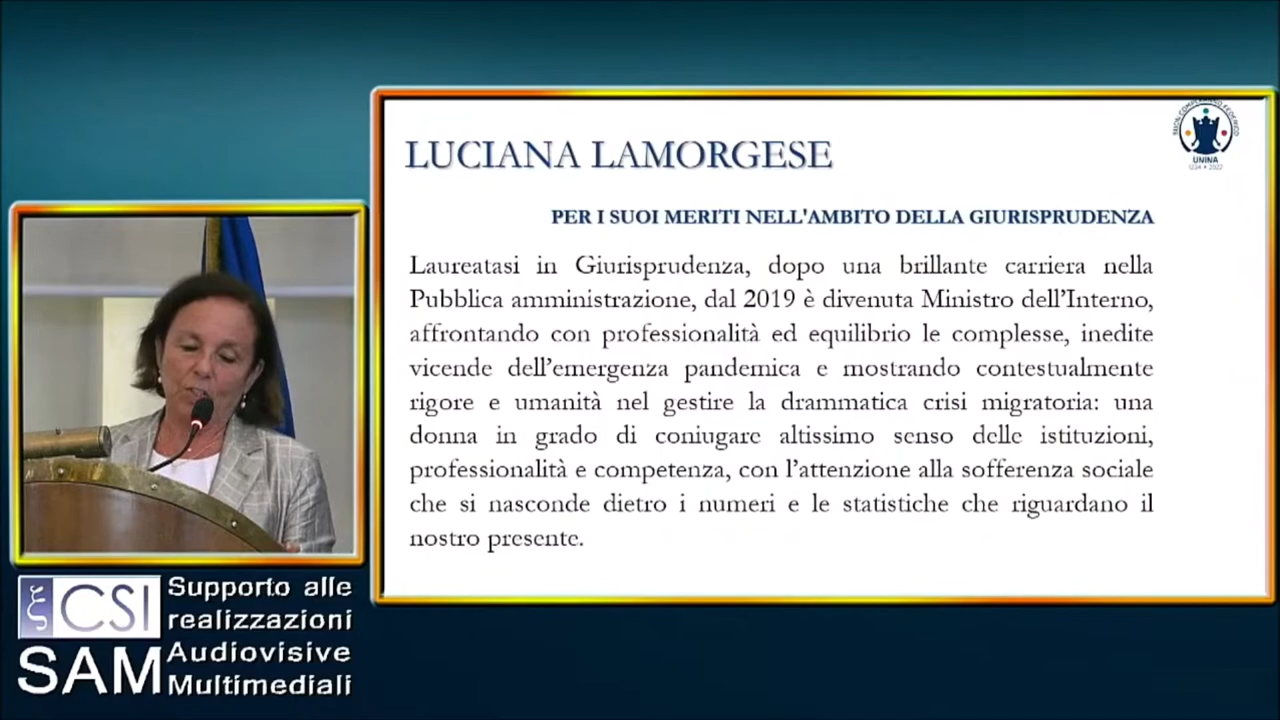 LUCIANA LAMORGESE
UNINA
1224 • 2022
PER I SUOI MERITI NELL'AMBITO DELLA GIURISPRUDENZA
Laureatasi in Giurisprudenza, dopo una brillante carriera nella
Pubblica amministrazione, dal 2019 è divenuta Ministro dell’Interno,
affrontando con professionalità ed equilibrio le complesse, inedite
vicende dell’emergenza pandemica e mostrando contestualmente
rigore e umanità nel gestire la drammatica crisi migratoria: una
donna in grado di coniugare altissimo senso delle istituzioni,
professionalità e competenza, con l’attenzione alla sofferenza sociale
che si nasconde dietro i numeri e le statistiche che riguardano il
nostro presente.
CSI
SAM
Supporto alle
realizzazioni
Audiovisive
Multimediali